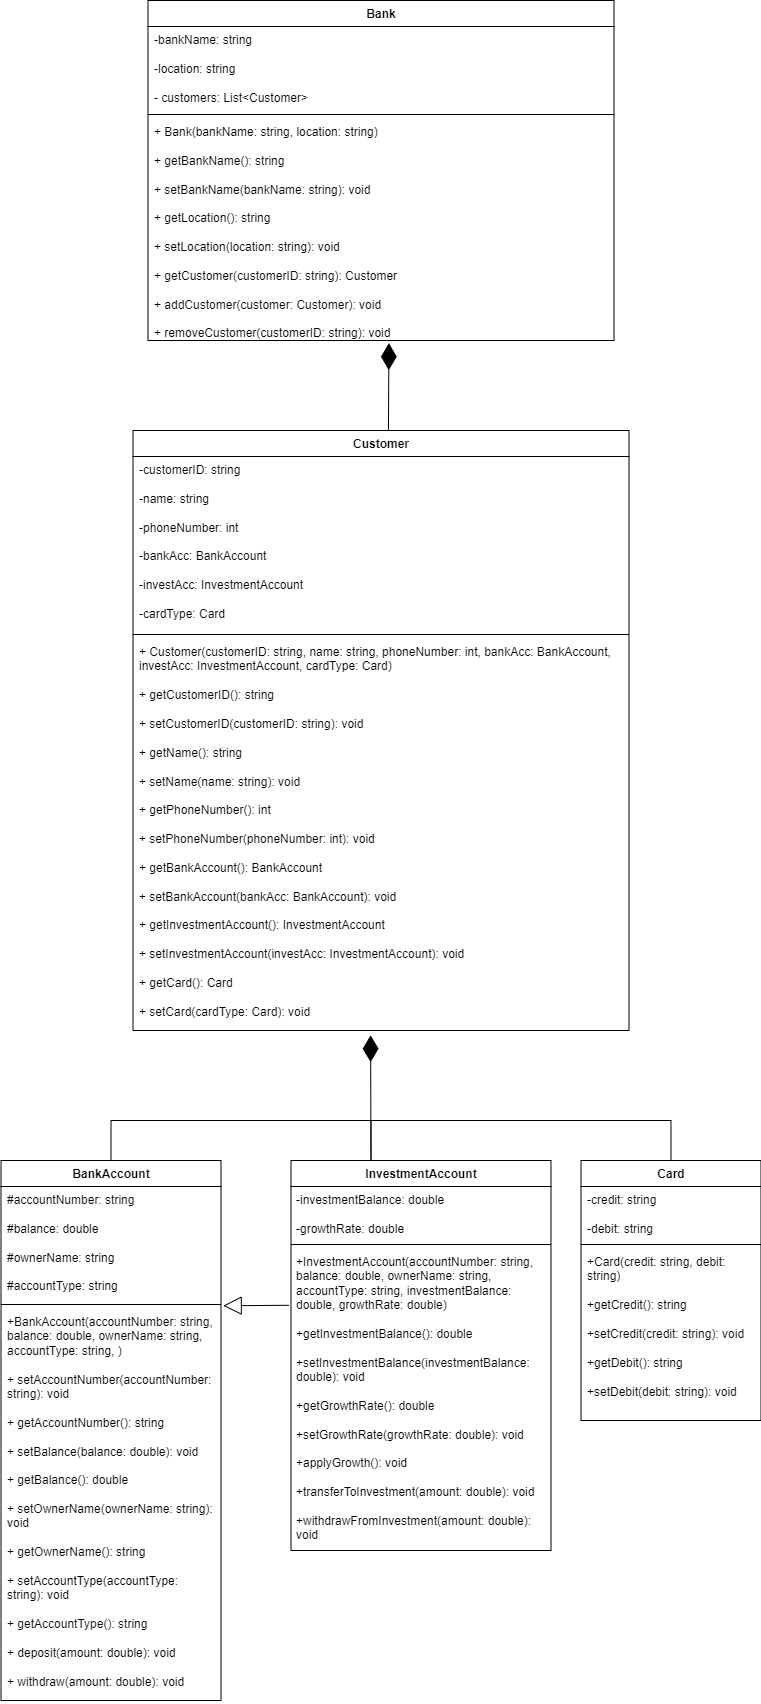 Bank
-bankName: string
-location: string
- customers: List<Customer>
+ Bank(bankName: string, location: string)
+ getBankName(): string
+ setBankName(bankName: string): void
+ getLocation(): string
+ setLocation(location: string): void
+ getCustomer(customerID: string): Customer
+ addCustomer(customer: Customer): void
+ removeCustomer(customerID: string): void
Customer
-customerID: string
-name: string
-phoneNumber: int
-bankAcc: BankAccount
-investAcc: InvestmentAccount
-cardType: Card
+ Customer(customerID: string, name: string, phoneNumber: int, bankAcc: BankAccount,
investAcc: InvestmentAccount, cardType: Card)
+ getCustomerID(): string
+ setCustomerID(customerID: string): void
+ getName(): string
+ setName(name: string): void
+ getPhoneNumber(): int
+ setPhoneNumber(phoneNumber: int): void
+ getBankAccount(): BankAccount
+ setBankAccount(bankAcc: BankAccount): void
+ getInvestmentAccount(): InvestmentAccount
+ setInvestmentAccount(investAcc: InvestmentAccount): void
+ getCard(): Card
+ setCard(cardType: Card): void
BankAccount
#accountNumber: string
#balance: double
#ownerName: string
#accountType: string
+BankAccount(accountNumber: string,
balance: double, ownerName: string,
accountType: string, )
+ setAccountNumber(accountNumber:
string): void
+ getAccountNumber(): string
+ setBalance(balance: double): void
+ getBalance(): double
+ setOwnerName(ownerName: string):
void
+ getOwnerName(): string
+ setAccountType(accountType:
string): void
+ getAccountType(): string
+ deposit(amount: double): void
+ withdraw(amount: double): void
InvestmentAccount
-investmentBalance: double
-growthRate: double
+InvestmentAccount(accountNumber: string,
balance: double, ownerName: string,
accountType: string, investmentBalance:
double, growthRate: double)
+getInvestmentBalance(): double
+setInvestmentBalance(investmentBalance:
double): void
+getGrowthRate(): double
+setGrowthRate(growthRate: double): void
+applyGrowth(): void
+transferToInvestment(amount: double): void
+withdrawFromInvestment(amount: double):
void
Card
-credit: string
-debit: string
+Card(credit: string, debit:
string)
+getCredit(): string
+setCredit(credit: string): void
+getDebit(): string
+setDebit(debit: string): void